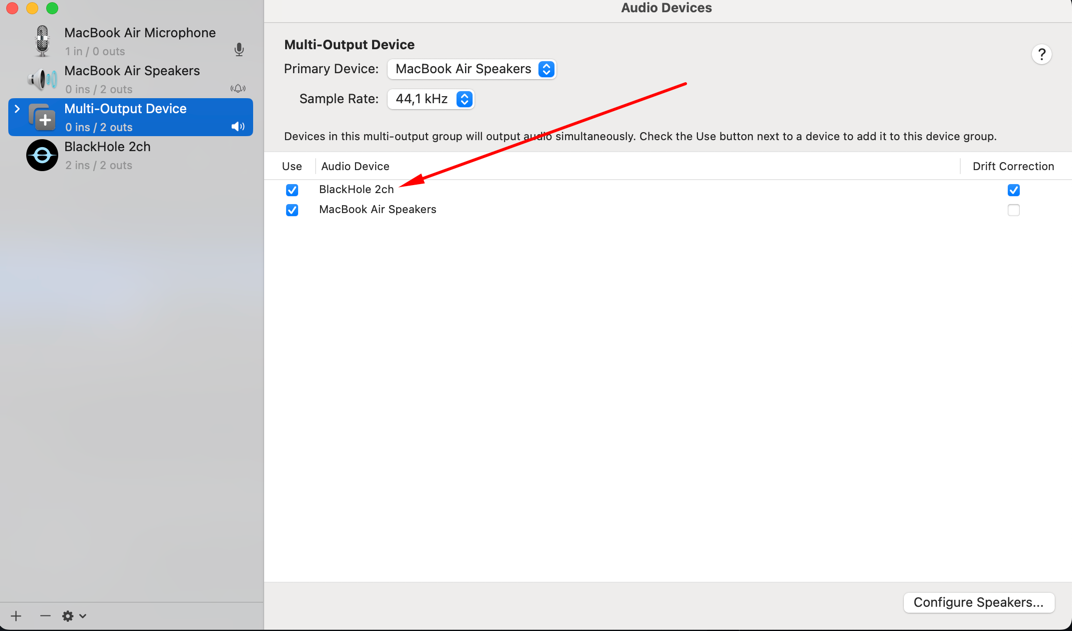 Audio Devices
MacBook Air Microphone
1 in / 0 outs
MacBook Air Speakers
0 ins / 2 outs
Multi-Output Device
0 ins / 2 outs
BlackHole 2ch
2 ins / 2 outs
Multi-Output Device
?
Primary Device: MacBook Air Speakers
Sample Rate: 44,1 kHz
Devices in this multi-output group will output audio simultaneously. Check the Use button next to a device to add it to this device group.
Use Audio Device Drift Correction
BlackHole 2ch
MacBook Air Speakers
Configure Speakers...